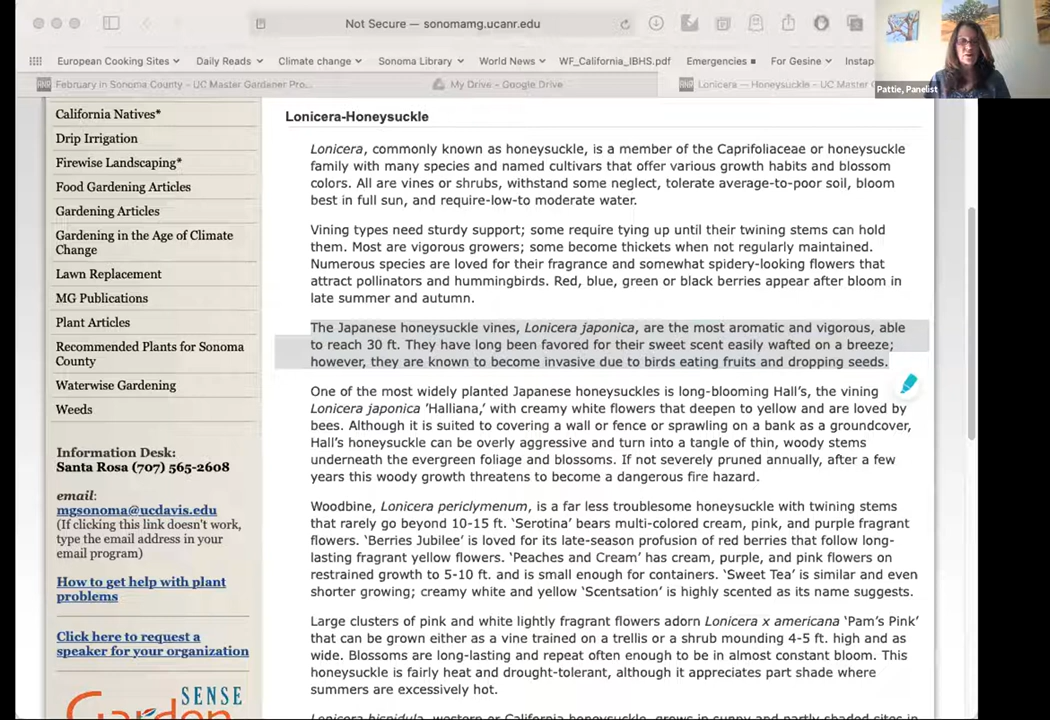 Not Secure — sonomamg.ucanr.edu
European Cooking Sites Daily Reads Climate change Sonoma Library World News WF_California_IBHS.pdf Emergencies For Gesine Instap
February in Sonoma County - UC Master Gardener Pro...
My Drive - Google Drive
Lonicera — Honeysuckle - UC Mast
Pattie, Panelist
California Natives*
Drip Irrigation
Firewise Landscaping*
Food Gardening Articles
Gardening Articles
Gardening in the Age of Climate
Change
Lawn Replacement
MG Publications
Plant Articles
Recommended Plants for Sonoma
County
Waterwise Gardening
Weeds
Information Desk:
Santa Rosa (707) 565-2608
email:
mgsonoma@ucdavis.edu
(If clicking this link doesn't work,
type the email address in your
email program)
How to get help with plant
problems
Click here to request a
speaker for your organization
SENSE
Garden
Lonicera-Honeysuckle
Lonicera, commonly known as honeysuckle, is a member of the Caprifoliaceae or honeysuckle
family with many species and named cultivars that offer various growth habits and blossom
colors. All are vines or shrubs, withstand some neglect, tolerate average-to-poor soil, bloom
best in full sun, and require-low-to moderate water.
Vining types need sturdy support; some require tying up until their twining stems can hold
them. Most are vigorous growers; some become thickets when not regularly maintained.
Numerous species are loved for their fragrance and somewhat spidery-looking flowers that
attract pollinators and hummingbirds. Red, blue, green or black berries appear after bloom in
late summer and autumn.
The Japanese honeysuckle vines, Lonicera japonica, are the most aromatic and vigorous, able
to reach 30 ft. They have long been favored for their sweet scent easily wafted on a breeze;
however, they are known to become invasive due to birds eating fruits and dropping seeds.
One of the most widely planted Japanese honeysuckles is long-blooming Hall's, the vining
Lonicera japonica 'Halliana,' with creamy white flowers that deepen to yellow and are loved by
bees. Although it is suited to covering a wall or fence or sprawling on a bank as a groundcover,
Hall's honeysuckle can be overly aggressive and turn into a tangle of thin, woody stems
underneath the evergreen foliage and blossoms. If not severely pruned annually, after a few
years this woody growth threatens to become a dangerous fire hazard.
Woodbine, Lonicera periclymenum, is a far less troublesome honeysuckle with twining stems
that rarely go beyond 10-15 ft. 'Serotina' bears multi-colored cream, pink, and purple fragrant
flowers. 'Berries Jubilee' is loved for its late-season profusion of red berries that follow long-
lasting fragrant yellow flowers. 'Peaches and Cream' has cream, purple, and pink flowers on
restrained growth to 5-10 ft. and is small enough for containers. 'Sweet Tea' is similar and even
shorter growing; creamy white and yellow 'Scentsation' is highly scented as its name suggests.
Large clusters of pink and white lightly fragrant flowers adorn Lonicera x americana 'Pam's Pink'
that can be grown either as a vine trained on a trellis or a shrub mounding 4-5 ft. high and as
wide. Blossoms are long-lasting and repeat often enough to be in almost constant bloom. This
honeysuckle is fairly heat and drought-tolerant, although it appreciates part shade where
summers are excessively hot.
Lonicera hispidula, western or California honeysuckle, grows in sunny and partly shaded sites in